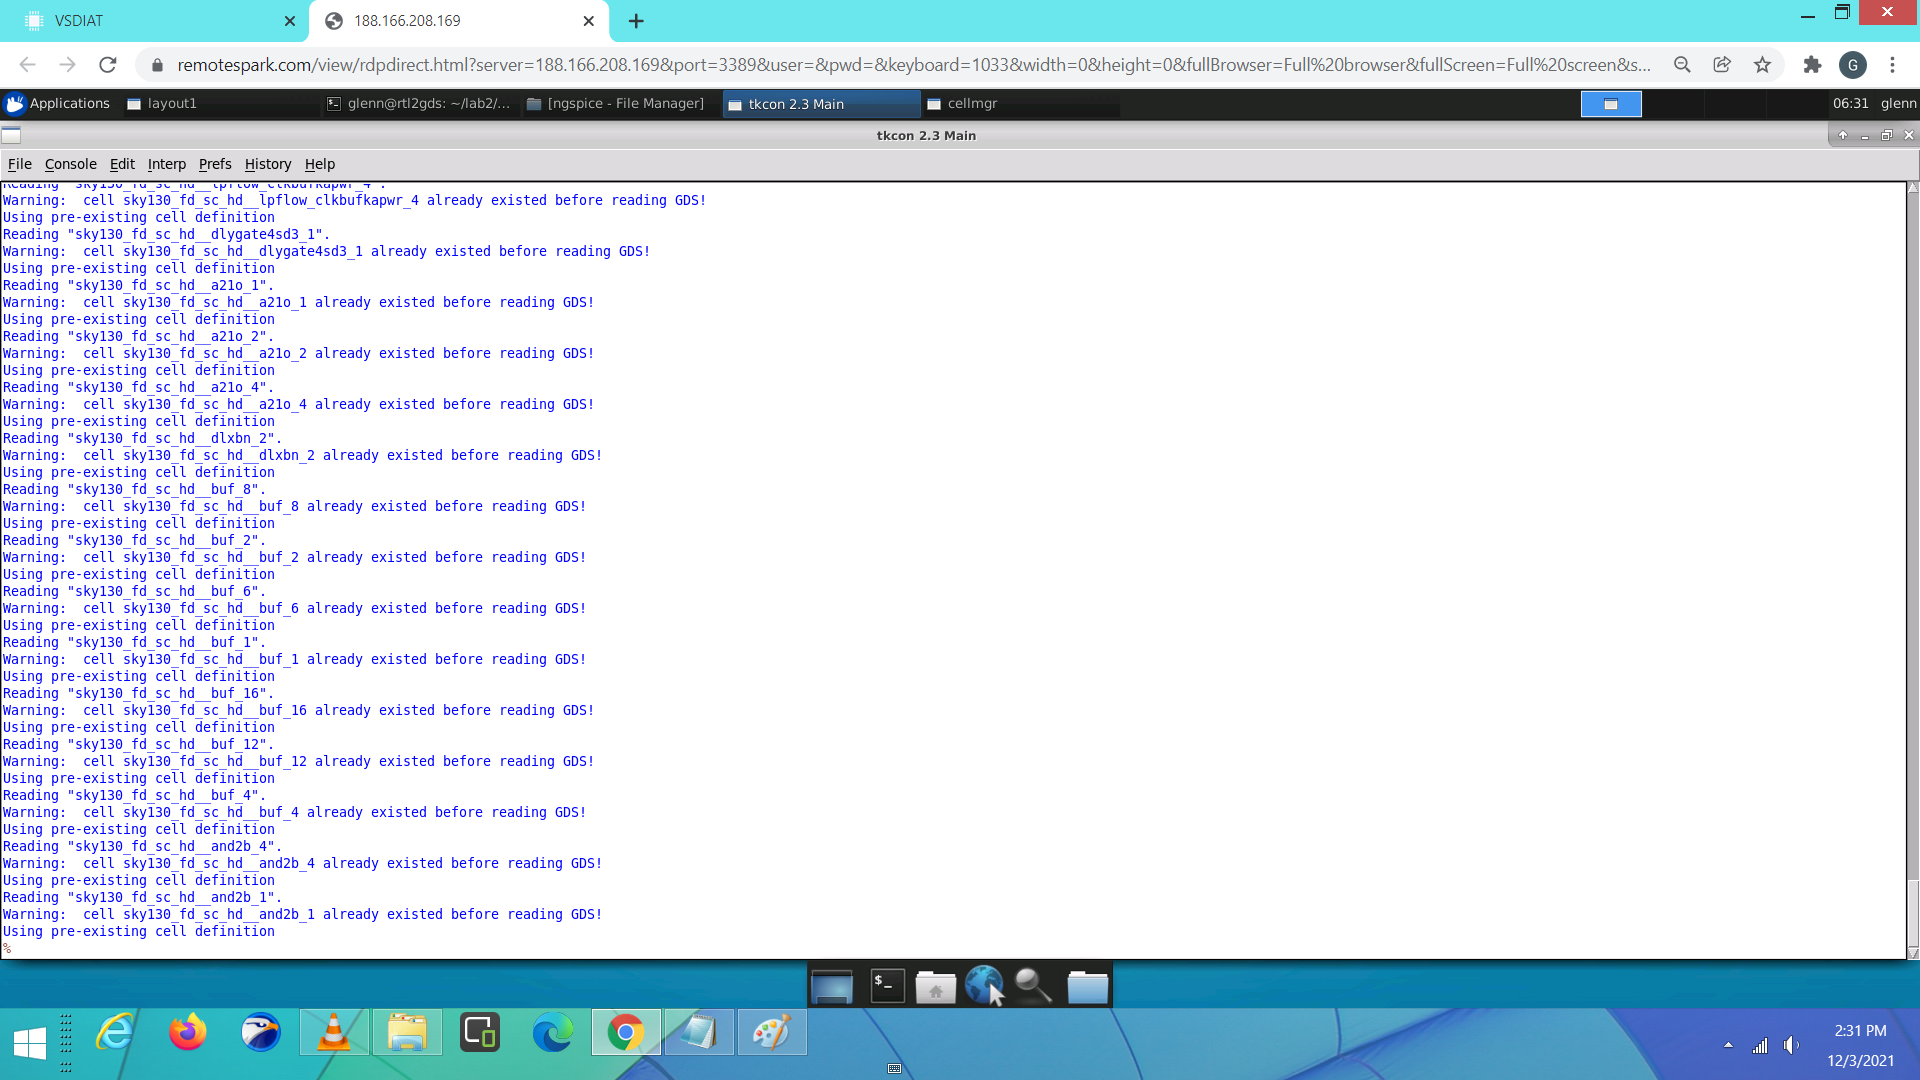 VSDIAT
188.166.208.169
remotespark.com/view/rdpdirect.html?server=188.166.208.169&port=3389&user=&pwd=&keyboard=1033&width=0&height=0&fullBrowser=Full%20browser&fullScreen=Full%20screen&s...
G
Applications layout1 glenn@rtl2gds: ~/lab2/... [ngspice - File Manager] tkcon 2.3 Main cellmgr 06:31 glenn
tkcon 2.3 Main
File Console Edit Interp Prefs History Help
Reading "sky130_fd_sc_hd__lpflow_clkbufkapwr_4".
Warning:  cell sky130_fd_sc_hd__lpflow_clkbufkapwr_4 already existed before reading GDS!
Using pre-existing cell definition
Reading "sky130_fd_sc_hd__dlygate4sd3_1".
Warning:  cell sky130_fd_sc_hd__dlygate4sd3_1 already existed before reading GDS!
Using pre-existing cell definition
Reading "sky130_fd_sc_hd__a21o_1".
Warning:  cell sky130_fd_sc_hd__a21o_1 already existed before reading GDS!
Using pre-existing cell definition
Reading "sky130_fd_sc_hd__a21o_2".
Warning:  cell sky130_fd_sc_hd__a21o_2 already existed before reading GDS!
Using pre-existing cell definition
Reading "sky130_fd_sc_hd__a21o_4".
Warning:  cell sky130_fd_sc_hd__a21o_4 already existed before reading GDS!
Using pre-existing cell definition
Reading "sky130_fd_sc_hd__dlxbn_2".
Warning:  cell sky130_fd_sc_hd__dlxbn_2 already existed before reading GDS!
Using pre-existing cell definition
Reading "sky130_fd_sc_hd__buf_8".
Warning:  cell sky130_fd_sc_hd__buf_8 already existed before reading GDS!
Using pre-existing cell definition
Reading "sky130_fd_sc_hd__buf_2".
Warning:  cell sky130_fd_sc_hd__buf_2 already existed before reading GDS!
Using pre-existing cell definition
Reading "sky130_fd_sc_hd__buf_6".
Warning:  cell sky130_fd_sc_hd__buf_6 already existed before reading GDS!
Using pre-existing cell definition
Reading "sky130_fd_sc_hd__buf_1".
Warning:  cell sky130_fd_sc_hd__buf_1 already existed before reading GDS!
Using pre-existing cell definition
Reading "sky130_fd_sc_hd__buf_16".
Warning:  cell sky130_fd_sc_hd__buf_16 already existed before reading GDS!
Using pre-existing cell definition
Reading "sky130_fd_sc_hd__buf_12".
Warning:  cell sky130_fd_sc_hd__buf_12 already existed before reading GDS!
Using pre-existing cell definition
Reading "sky130_fd_sc_hd__buf_4".
Warning:  cell sky130_fd_sc_hd__buf_4 already existed before reading GDS!
Using pre-existing cell definition
Reading "sky130_fd_sc_hd__and2b_4".
Warning:  cell sky130_fd_sc_hd__and2b_4 already existed before reading GDS!
Using pre-existing cell definition
Reading "sky130_fd_sc_hd__and2b_1".
Warning:  cell sky130_fd_sc_hd__and2b_1 already existed before reading GDS!
Using pre-existing cell definition
%
$_
2:31 PM
12/3/2021